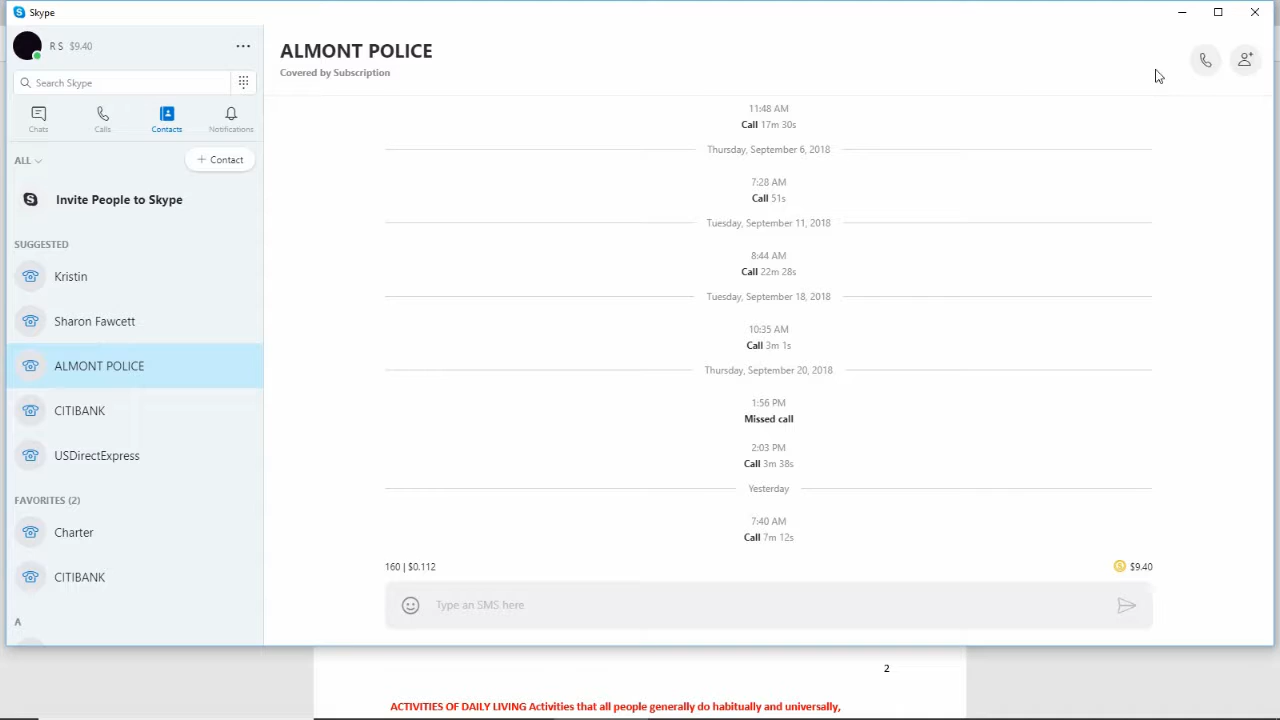 Skype
R S $9.40
Search Skype
Chats
Calls
Contacts
Notifications
ALL
+ Contact
Invite People to Skype
SUGGESTED
Kristin
Sharon Fawcett
ALMONT POLICE
CITIBANK
USDirectExpress
FAVORITES (2)
Charter
CITIBANK
A
ALMONT POLICE
Covered by Subscription
11:48 AM
Call 17m 30s
Thursday, September 6, 2018
7:28 AM
Call 51s
Tuesday, September 11, 2018
8:44 AM
Call 22m 28s
Tuesday, September 18, 2018
10:35 AM
Call 3m 1s
Thursday, September 20, 2018
1:56 PM
Missed call
2:03 PM
Call 3m 38s
Yesterday
7:40 AM
Call 7m 12s
160 | $0.112
$9.40
Type an SMS here
2
ACTIVITIES OF DAILY LIVING Activities that all people generally do habitually and universally,